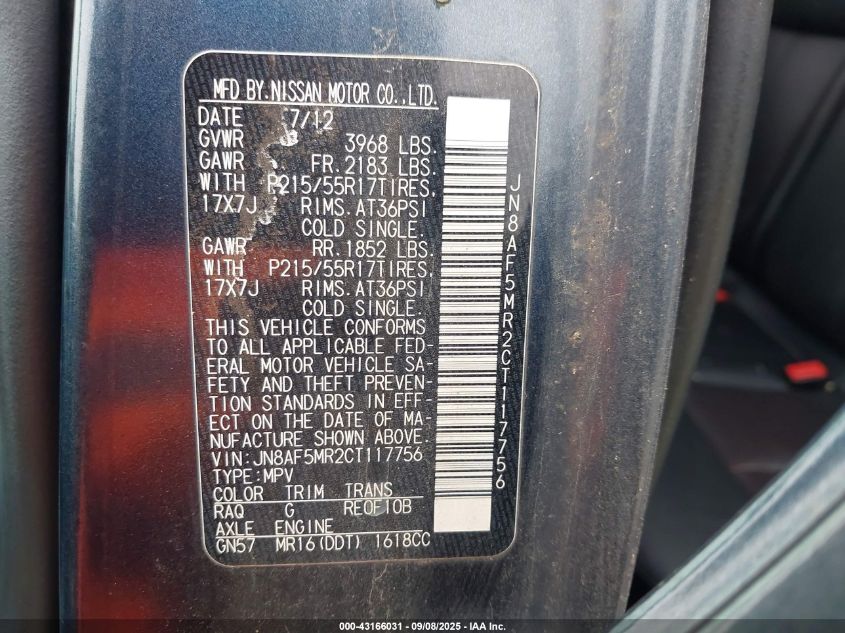 MFD BY.NISSAN MOTOR CO.,LTD.
DATE 7/12
GVWR 3968 LBS.
GAWR FR.2183 LBS.
WITH P215/55R17TIRES.
17X7J RIMS.AT36PSI
COLD SINGLE.
GAWR RR.1852 LBS.
WITH P215/55R17TIRES.
17X7J RIMS.AT36PSI
COLD SINGLE.
THIS VEHICLE CONFORMS
TO ALL APPLICABLE FED-
ERAL MOTOR VEHICLE SA-
FETY AND THEFT PREVEN-
TION STANDARDS IN EFF-
ECT ON THE DATE OF MA-
NUFACTURE SHOWN ABOVE.
VIN:JN8AF5MR2CT117756
TYPE:MPV
COLOR TRIM TRANS
RAQ G RE0F10B
AXLE ENGINE
GN57 MR16(DDT) 1618CC
JN8AF5MR2CT117756
000-43166031 - 09/08/2025 - IAA Inc.